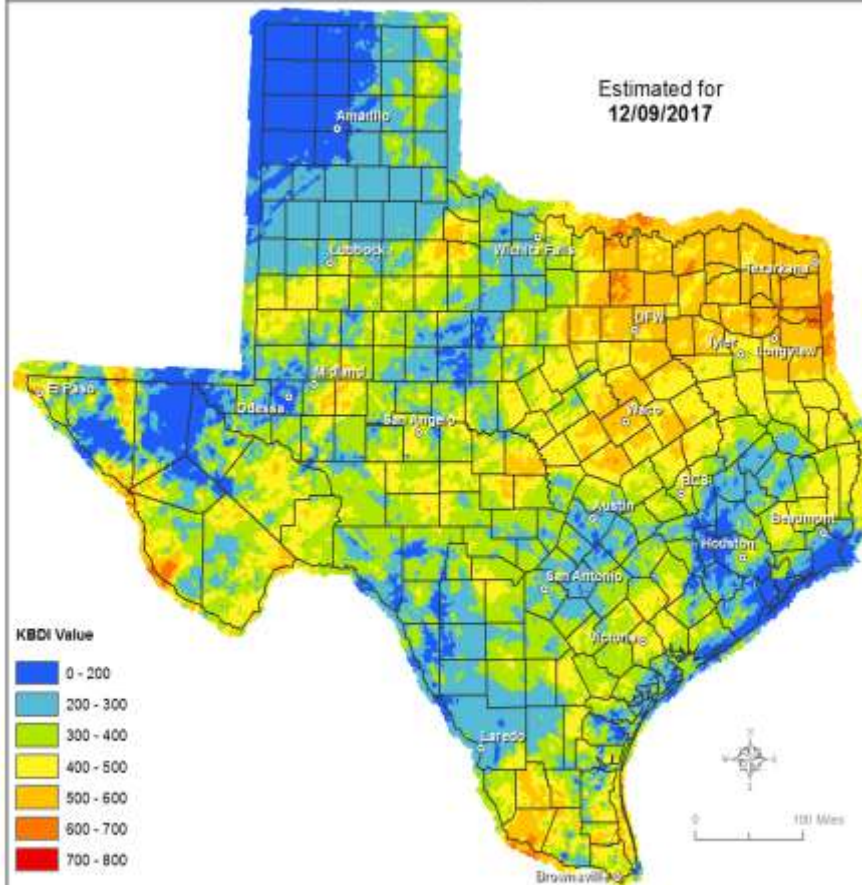 Estimated for
12/09/2017
Amarillo
Lubbock
Wichita Falls
Texarkana
DFW
Tyler
Longview
El Paso
Midland
Odessa
San Angelo
Waco
BCS
Austin
Beaumont
Houston
San Antonio
Victoria
Laredo
Brownsville
KBDI Value
0 - 200
200 - 300
300 - 400
400 - 500
500 - 600
600 - 700
700 - 800
N
W
E
S
0 100 Miles